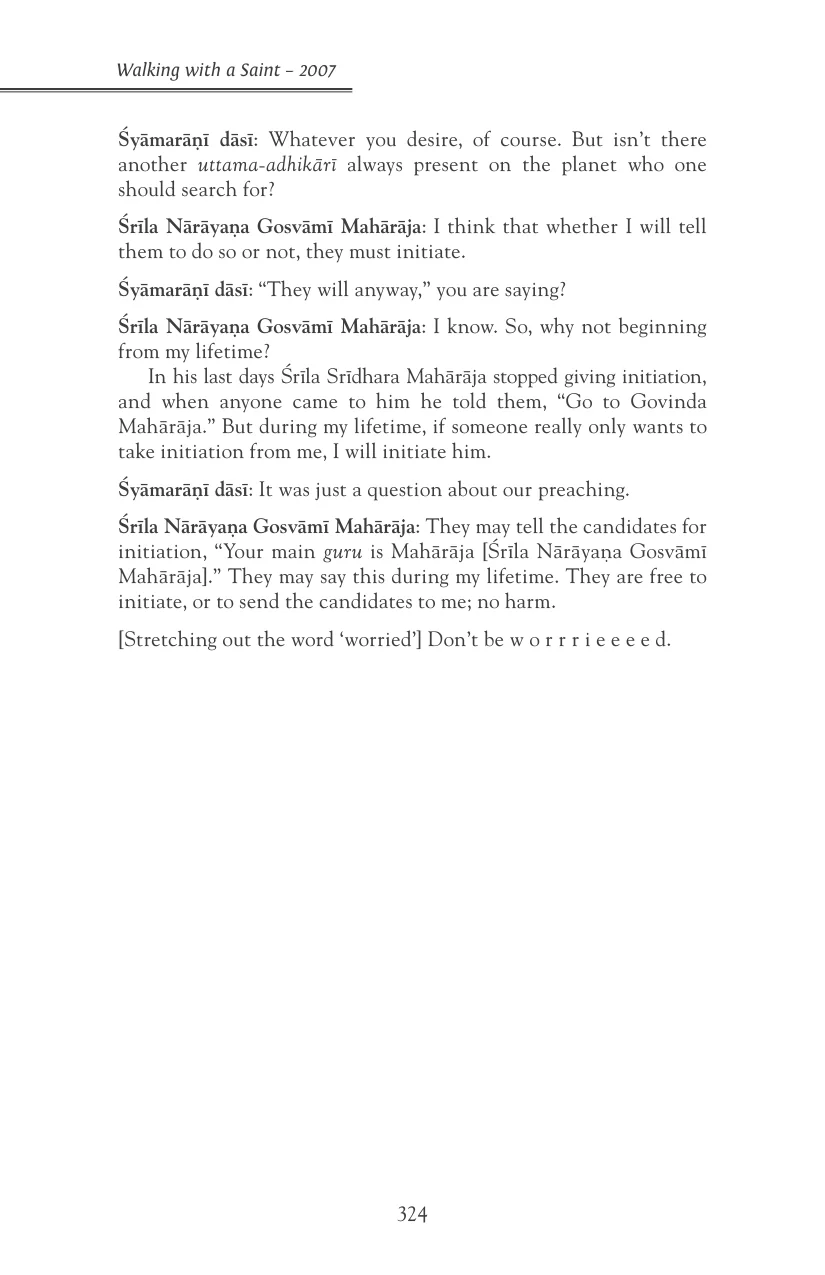 Walking with a Saint – 2007
Śyāmarāṇī dāsī: Whatever you desire, of course. But isn’t there
another uttama-adhikārī always present on the planet who one
should search for?
Śrīla Nārāyaṇa Gosvāmī Mahārāja: I think that whether I will tell
them to do so or not, they must initiate.
Śyāmarāṇī dāsī: “They will anyway,” you are saying?
Śrīla Nārāyaṇa Gosvāmī Mahārāja: I know. So, why not beginning
from my lifetime?
In his last days Śrīla Srīdhara Mahārāja stopped giving initiation,
and when anyone came to him he told them, “Go to Govinda
Mahārāja.” But during my lifetime, if someone really only wants to
take initiation from me, I will initiate him.
Śyāmarāṇī dāsī: It was just a question about our preaching.
Śrīla Nārāyaṇa Gosvāmī Mahārāja: They may tell the candidates for
initiation, “Your main guru is Mahārāja [Śrīla Nārāyaṇa Gosvāmī
Mahārāja].” They may say this during my lifetime. They are free to
initiate, or to send the candidates to me; no harm.
[Stretching out the word ‘worried’] Don’t be w o r r r i e e e e d.
324